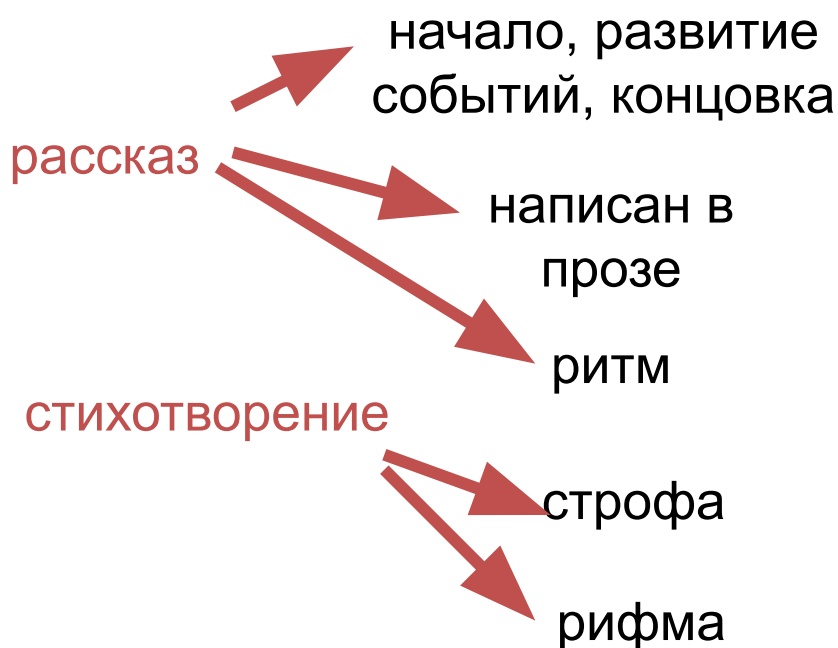 начало, развитие
событий, концовка
рассказ
написан в
прозе
ритм
стихотворение
строфа
рифма